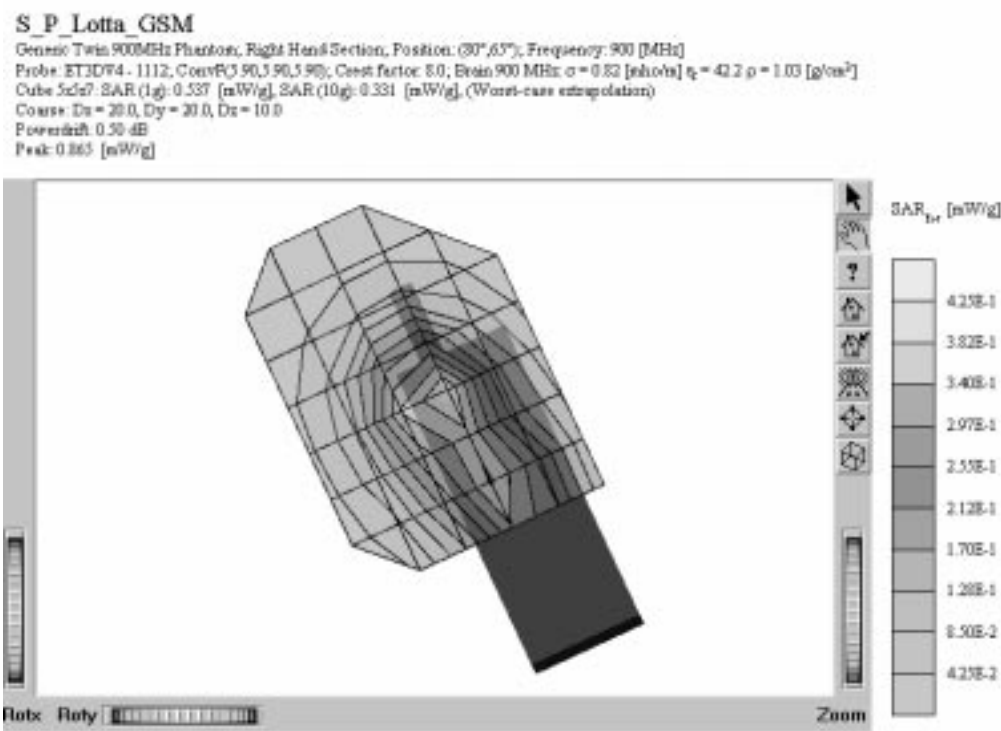 S_P_Lotta_GSM
Generic Twin 900MHz Phantom; Right Hand Section; Position: (80°,65°); Frequency: 900 [MHz]
Probe: ET3DV4 - 1112; ConvF(5.90,5.90,5.90); Crest factor: 8.0; Brain 900 MHz: σ = 0.82 [mho/m] εr = 42.2 ρ = 1.03 [g/cm³]
Cube 5x5x7: SAR (1g): 0.537 [mW/g], SAR (10g): 0.331 [mW/g], (Worst-case extrapolation)
Coarse: Dx = 20.0, Dy = 20.0, Dz = 10.0
Powerdrift: 0.50 dB
Peak: 0.865 [mW/g]
SAR [mW/g]
?
4.25E-1
3.82E-1
3.40E-1
2.97E-1
2.55E-1
2.12E-1
1.70E-1
1.28E-1
8.50E-2
4.25E-2
Rotx Roty
Zoom